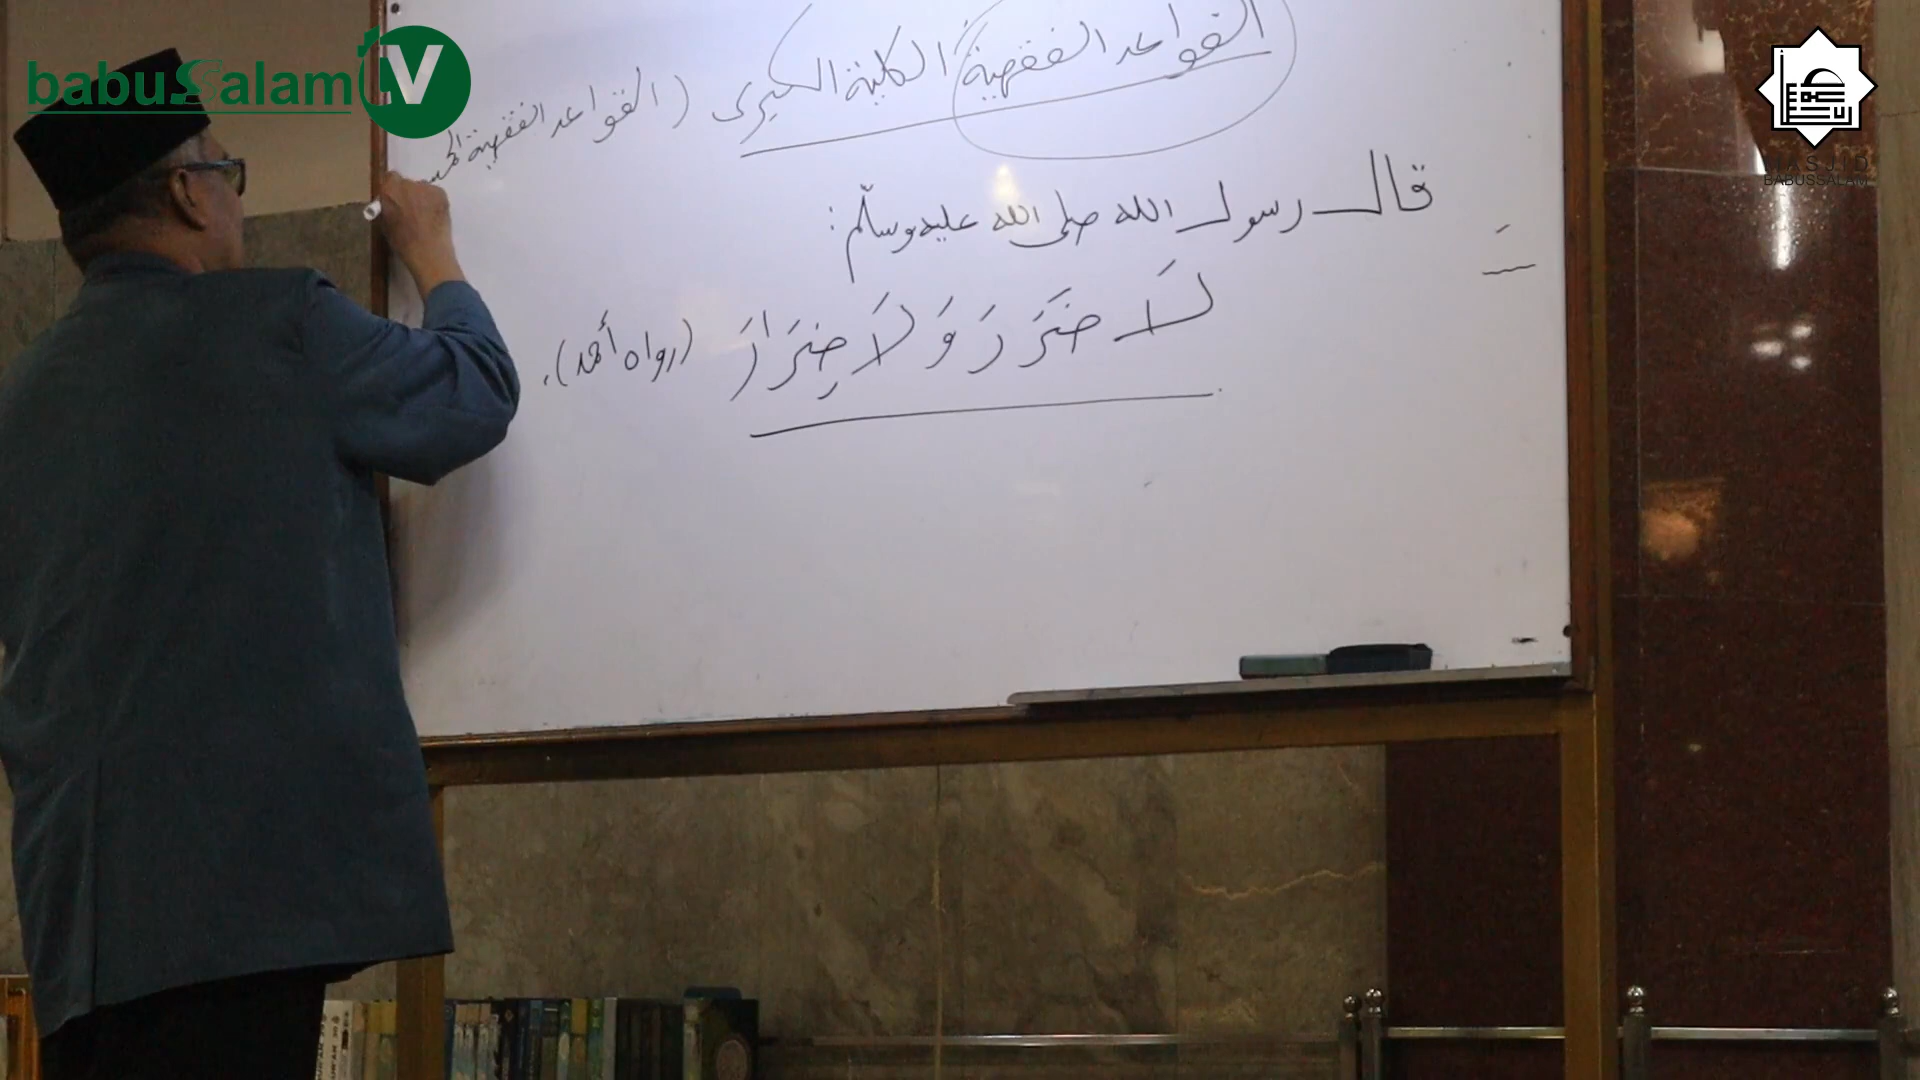 babussalam TV
القواعد الفقهية الكلية الكبرى (القواعد الفقهية
قال رسول الله صلى الله عليه وسلّم:
لَا ضَرَرَ وَلَا ضِرَارَ (رواه أحمد).
MASJID
BABUSSALAM